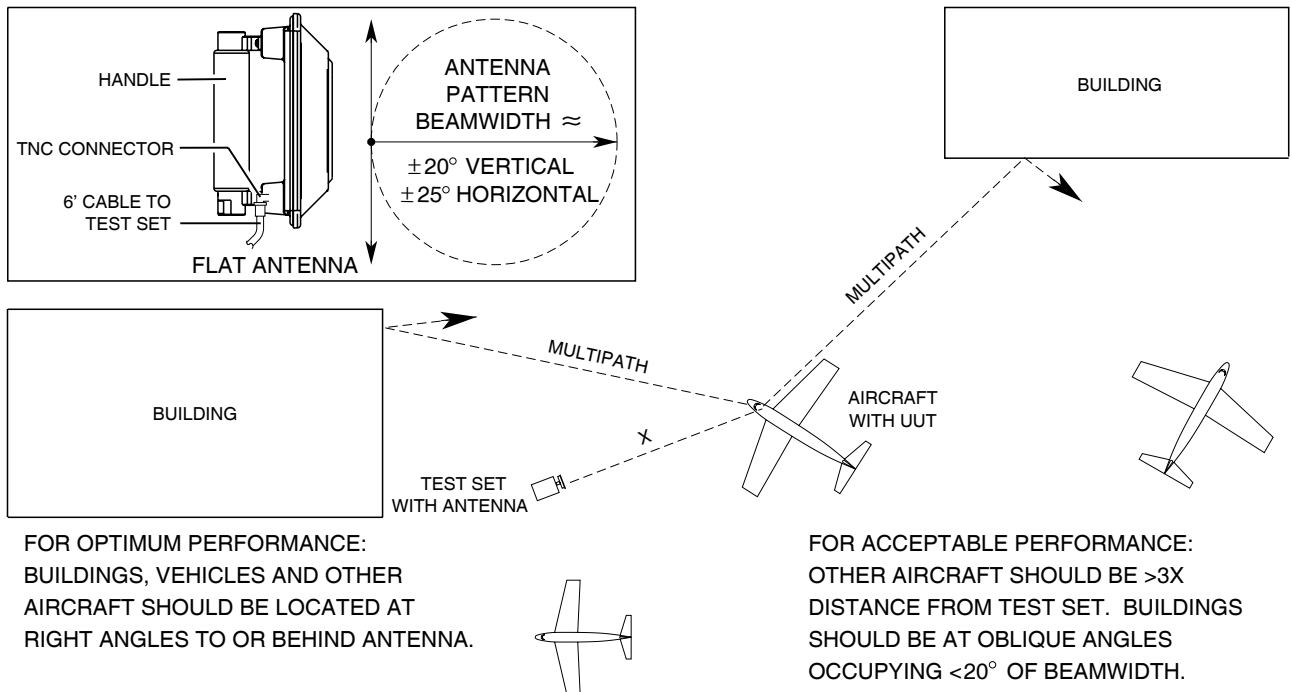 HANDLE
TNC CONNECTOR
6' CABLE TO
TEST SET
FLAT ANTENNA
ANTENNA
PATTERN
BEAMWIDTH ≈
±20° VERTICAL
±25° HORIZONTAL
BUILDING
MULTIPATH
BUILDING
MULTIPATH
X
AIRCRAFT
WITH UUT
TEST SET
WITH ANTENNA
FOR OPTIMUM PERFORMANCE:
BUILDINGS, VEHICLES AND OTHER
AIRCRAFT SHOULD BE LOCATED AT
RIGHT ANGLES TO OR BEHIND ANTENNA.
FOR ACCEPTABLE PERFORMANCE:
OTHER AIRCRAFT SHOULD BE >3X
DISTANCE FROM TEST SET. BUILDINGS
SHOULD BE AT OBLIQUE ANGLES
OCCUPYING <20° OF BEAMWIDTH.